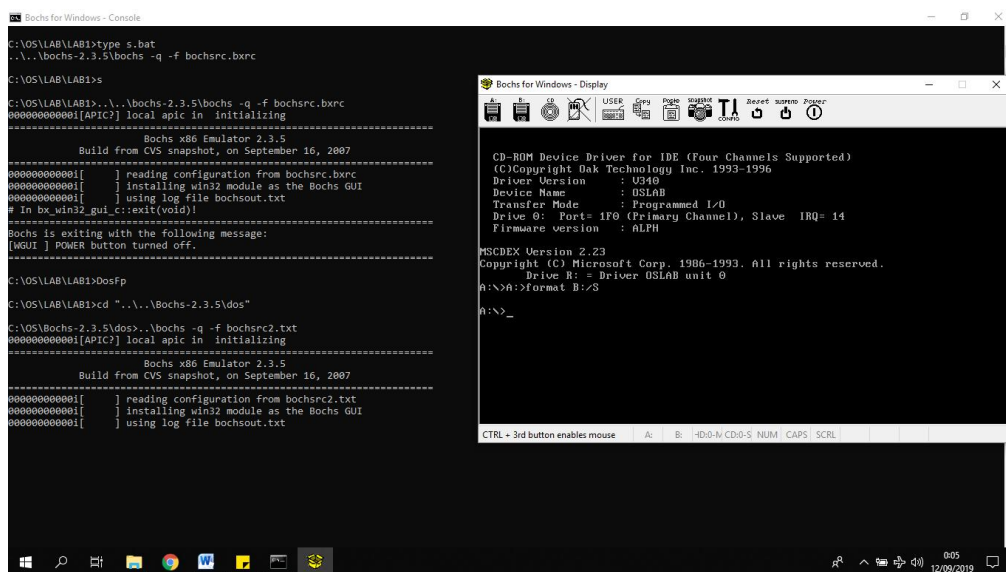 Bochs for Windows - Console
C:\OS\LAB\LAB1>type s.bat
..\..\bochs-2.3.5\bochs -q -f bochsrc.bxrc
C:\OS\LAB\LAB1>s
C:\OS\LAB\LAB1>..\..\bochs-2.3.5\bochs -q -f bochsrc.bxrc
00000000000i[APIC?] local apic in initializing
========================================================================
Bochs x86 Emulator 2.3.5
Build from CVS snapshot, on September 16, 2007
========================================================================
00000000000i[     ] reading configuration from bochsrc.bxrc
00000000000i[     ] installing win32 module as the Bochs GUI
00000000000i[     ] using log file bochsout.txt
# In bx_win32_gui_c::exit(void)!
========================================================================
Bochs is exiting with the following message:
[WGUI ] POWER button turned off.
========================================================================
C:\OS\LAB\LAB1>DosFp
C:\OS\LAB\LAB1>cd "..\..\Bochs-2.3.5\dos"
C:\OS\Bochs-2.3.5\dos>..\bochs -q -f bochsrc2.txt
00000000000i[APIC?] local apic in initializing
========================================================================
Bochs x86 Emulator 2.3.5
Build from CVS snapshot, on September 16, 2007
========================================================================
00000000000i[     ] reading configuration from bochsrc2.txt
00000000000i[     ] installing win32 module as the Bochs GUI
00000000000i[     ] using log file bochsout.txt
Bochs for Windows - Display
A: B: CD USER Copy Paste snapshot CONFIG Reset SUSPEND Power
CD-ROM Device Driver for IDE (Four Channels Supported)
(C)Copyright Oak Technology Inc. 1993-1996
Driver Version : V340
Device Name : OSLAB
Transfer Mode : Programmed I/O
Drive 0: Port= 1F0 (Primary Channel), Slave IRQ= 14
Firmware version : ALPH
MSCDEX Version 2.23
Copyright (C) Microsoft Corp. 1986-1993. All rights reserved.
Drive R: = Driver OSLAB unit 0
A:\>A:>format B:/S
A:\>_
CTRL + 3rd button enables mouse A: B: HD:0-M CD:0-S NUM CAPS SCRL
0:05
12/09/2019